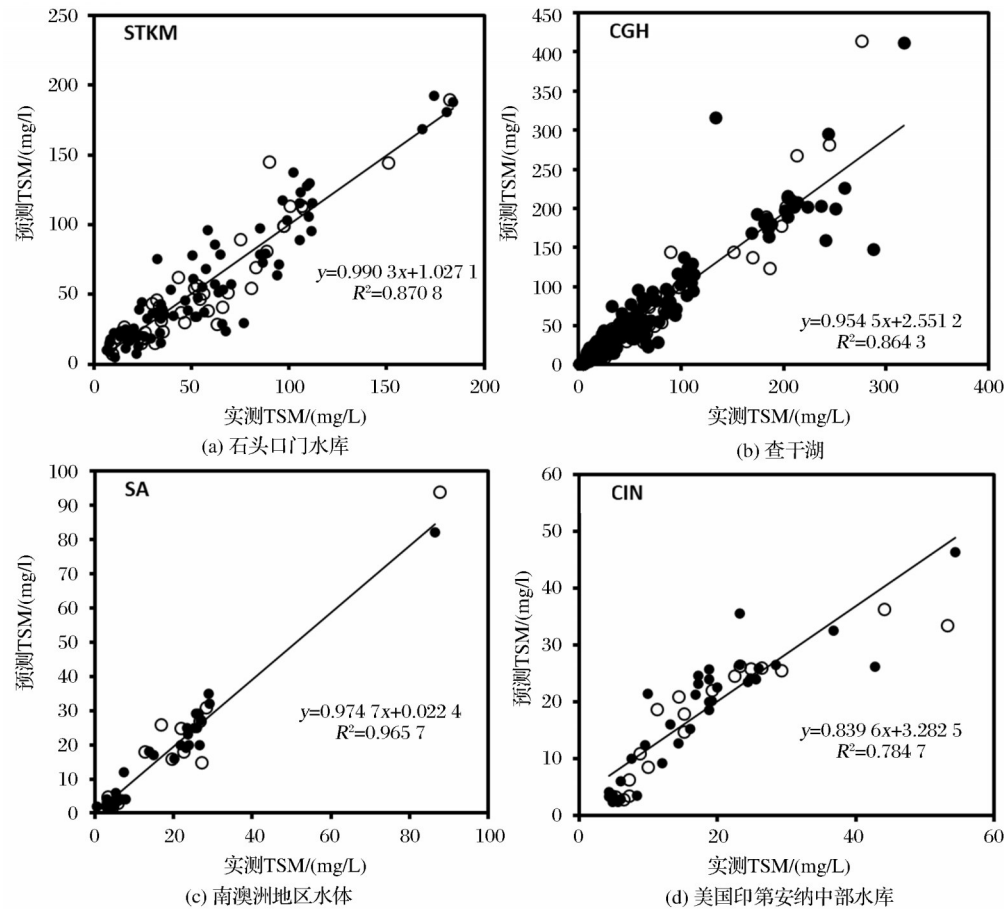 STKM
250
200
150
100
50
0
预测TSM/(mg/l)
y=0.990 3x+1.027 1
R²=0.870 8
0 50 100 150 200
实测TSM/(mg/L)
(a) 石头口门水库
CGH
450
400
350
300
250
200
150
100
50
0
预测TSM/(mg/l)
y=0.954 5x+2.551 2
R²=0.864 3
0 100 200 300 400
实测TSM/(mg/L)
(b) 查干湖
SA
100
90
80
70
60
50
40
30
20
10
0
预测TSM/(mg/l)
y=0.974 7x+0.022 4
R²=0.965 7
0 20 40 60 80 100
实测TSM/(mg/L)
(c) 南澳洲地区水体
CIN
60
50
40
30
20
10
0
预测TSM/(mg/l)
y=0.839 6x+3.282 5
R²=0.784 7
0 20 40 60
实测TSM/(mg/L)
(d) 美国印第安纳中部水库